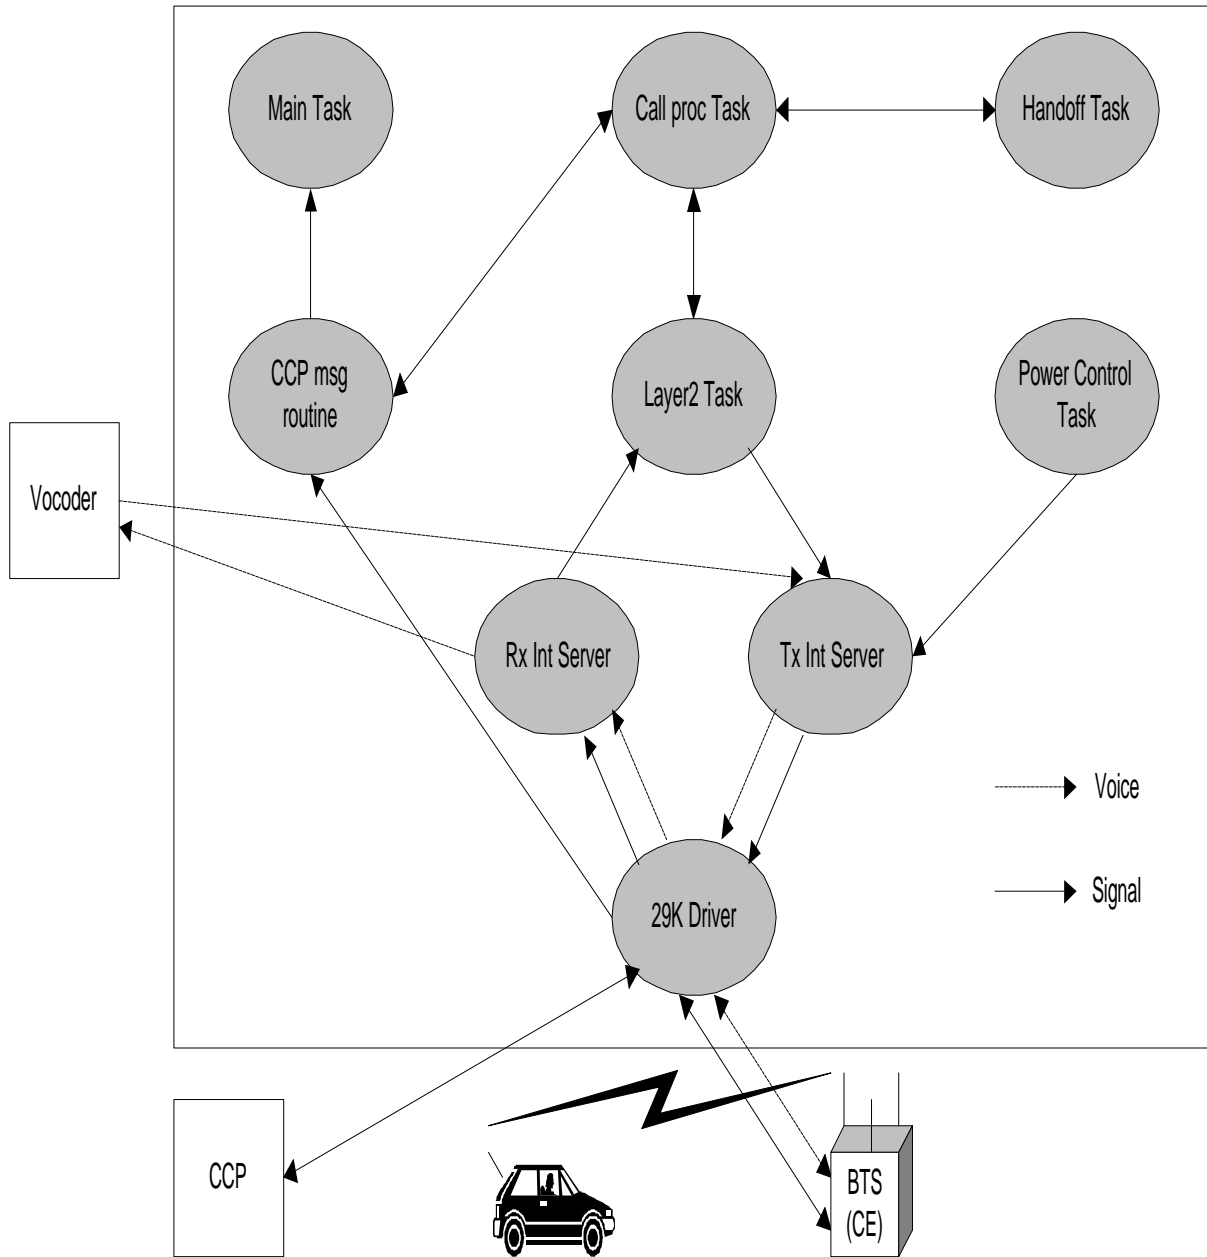 Main Task
Call proc Task
Handoff Task
CCP msg
routine
Layer2 Task
Power Control
Task
Vocoder
Rx Int Server
Tx Int Server
Voice
Signal
29K Driver
CCP
BTS
(CE)